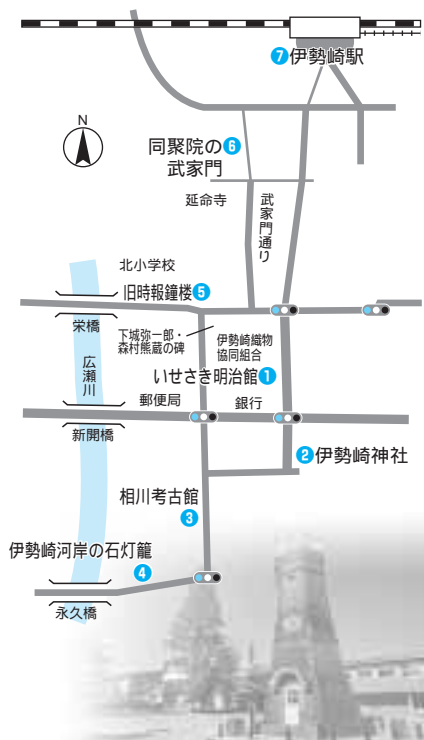 ❼伊勢崎駅
N
同聚院の❻
武家門
延命寺
武家門通り
北小学校
旧時報鐘楼❺
栄橋
下城弥一郎・
森村熊蔵の碑
伊勢崎織物
協同組合
いせさき明治館❶
広瀬川
郵便局
銀行
新開橋
❷伊勢崎神社
相川考古館
❸
伊勢崎河岸の石灯籠
❹
永久橋